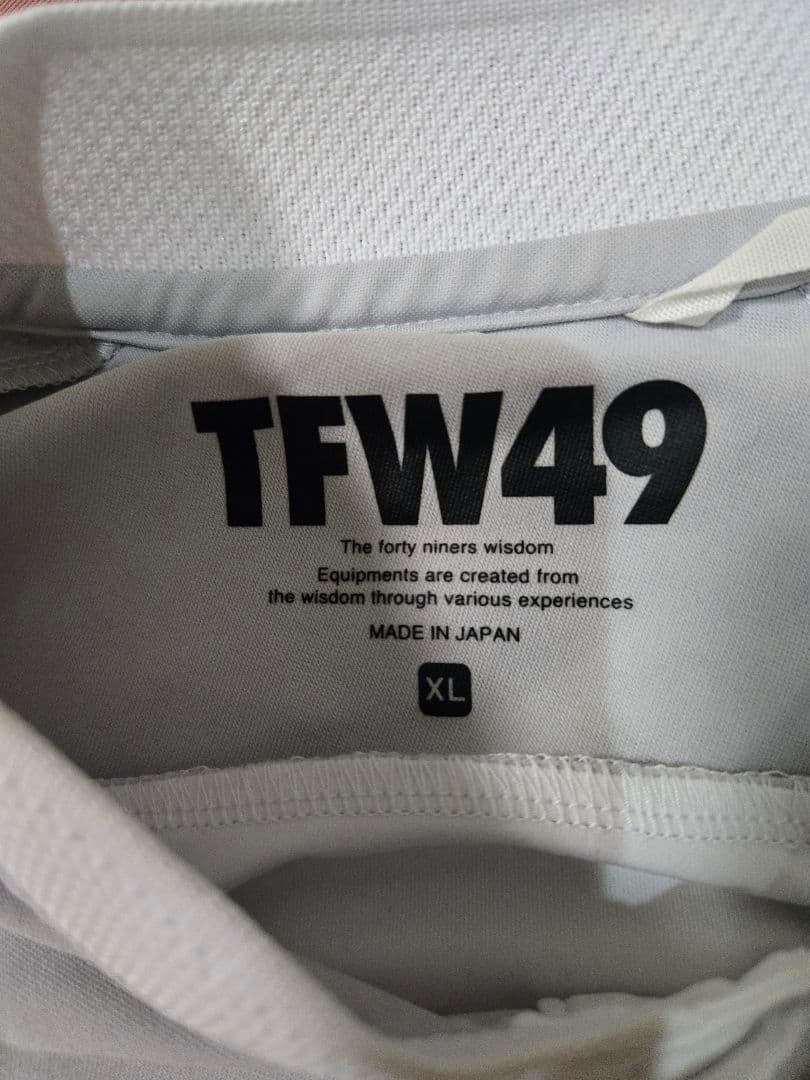 TFW49
The forty niners wisdom
Equipments are created from
the wisdom through various experiences
MADE IN JAPAN
XL